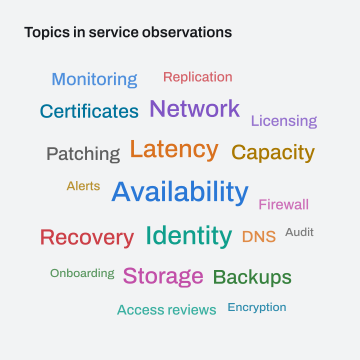 Topics in service observations
Monitoring Replication
Certificates Network
Licensing
Patching Latency Capacity
Alerts Availability
Firewall
Recovery Identity DNS Audit
Onboarding Storage Backups
Access reviews Encryption